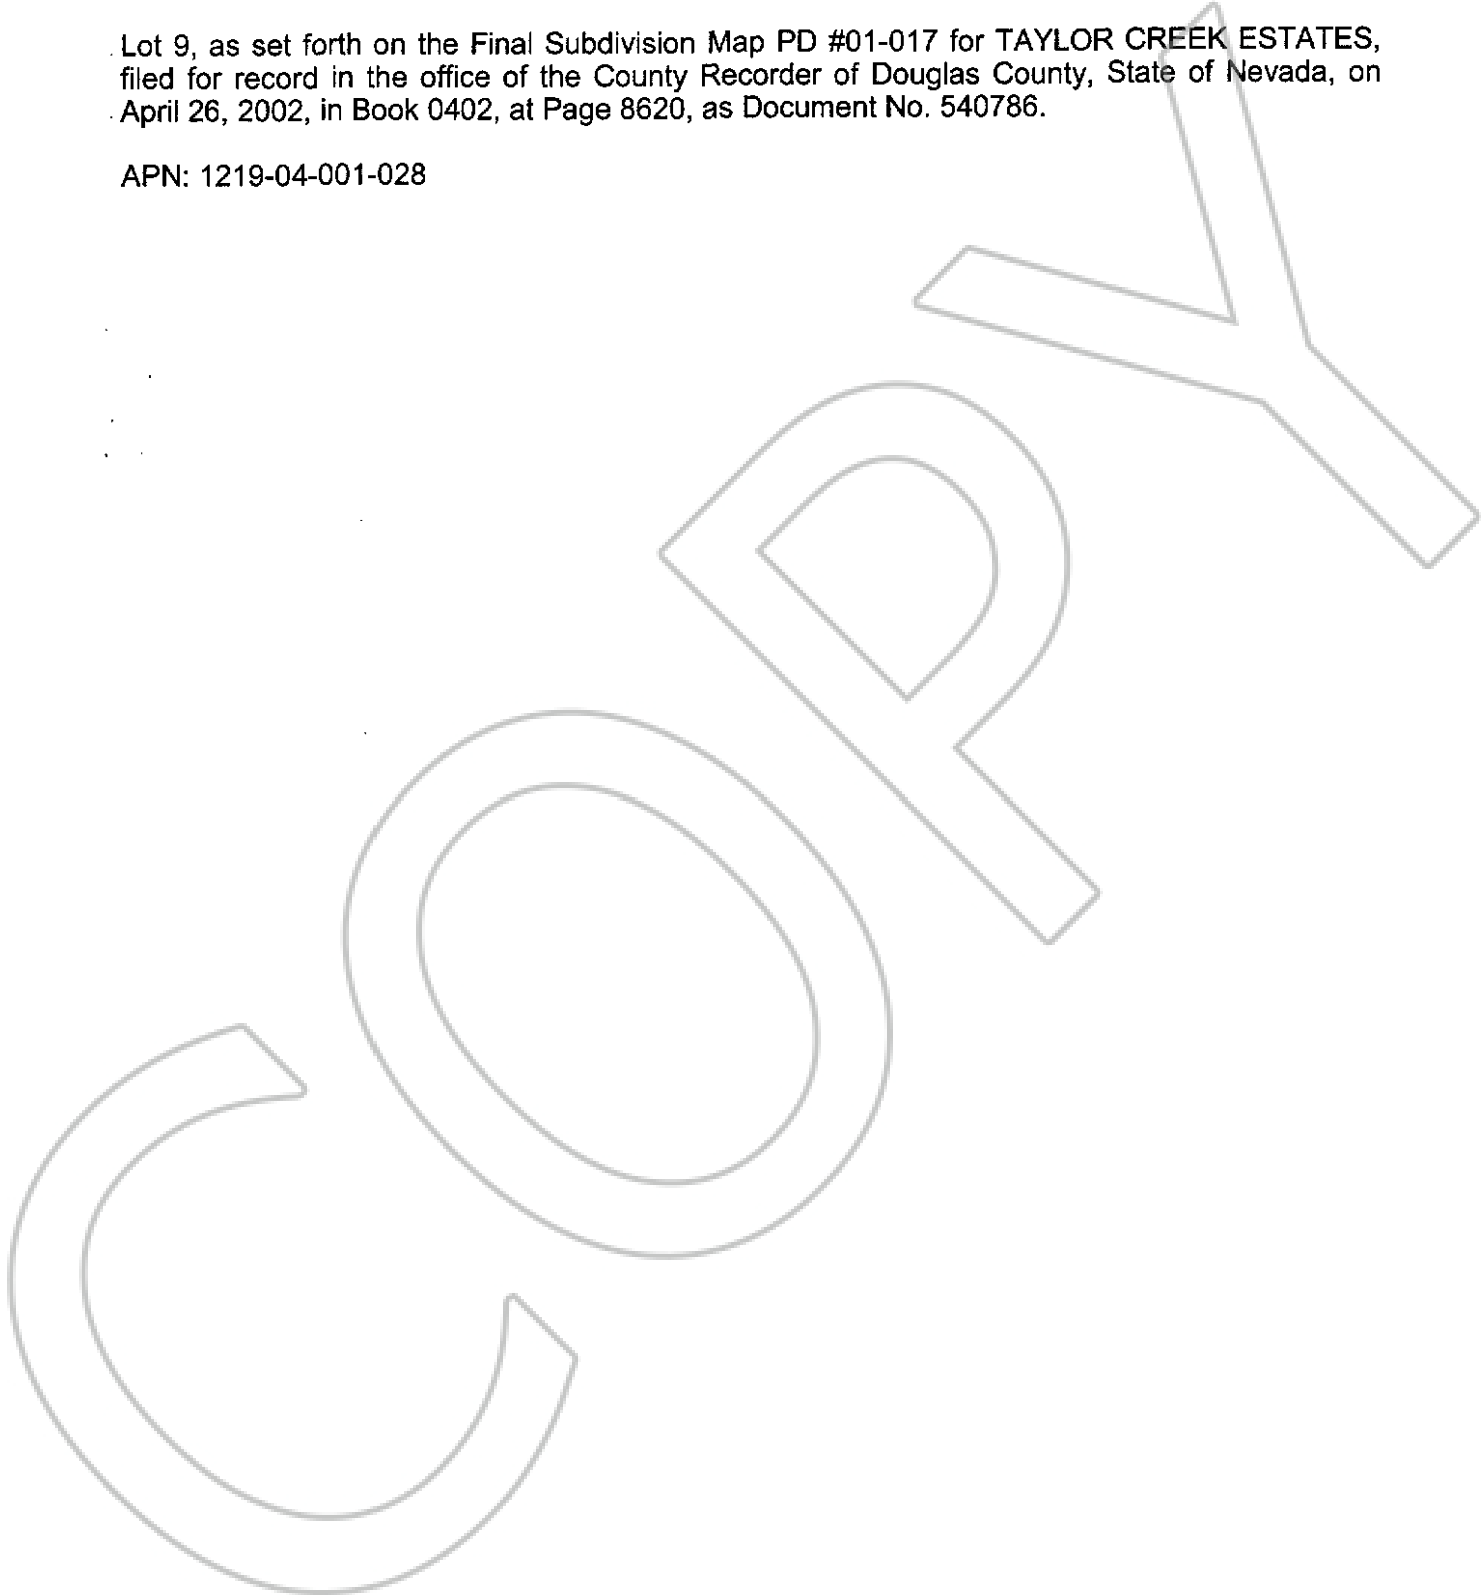 Lot 9, as set forth on the Final Subdivision Map PD #01-017 for TAYLOR CREEK ESTATES,
filed for record in the office of the County Recorder of Douglas County, State of Nevada, on
April 26, 2002, in Book 0402, at Page 8620, as Document No. 540786.
APN: 1219-04-001-028
COPY